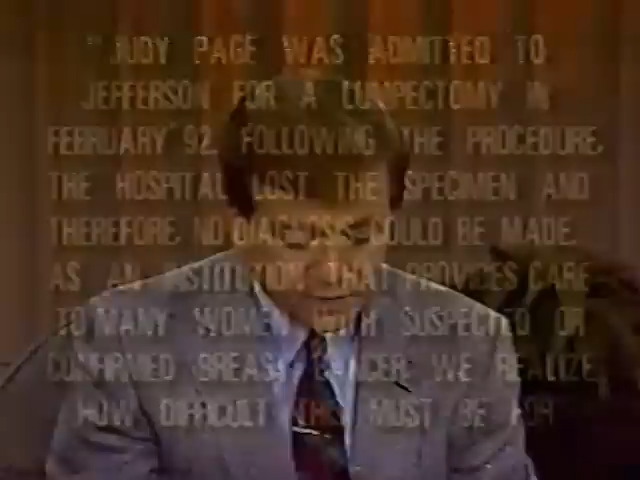 "JUDY PAGE WAS ADMITTED TO
JEFFERSON FOR A LUMPECTOMY IN
FEBRUARY '92. FOLLOWING THE PROCEDURE,
THE HOSPITAL LOST THE SPECIMEN AND
THEREFORE, NO DIAGNOSIS COULD BE MADE.
AS AN INSTITUTION THAT PROVIDES CARE
TO MANY WOMEN WITH SUSPECTED OR
CONFIRMED BREAST CANCER, WE REALIZE
HOW DIFFICULT THIS MUST BE FOR